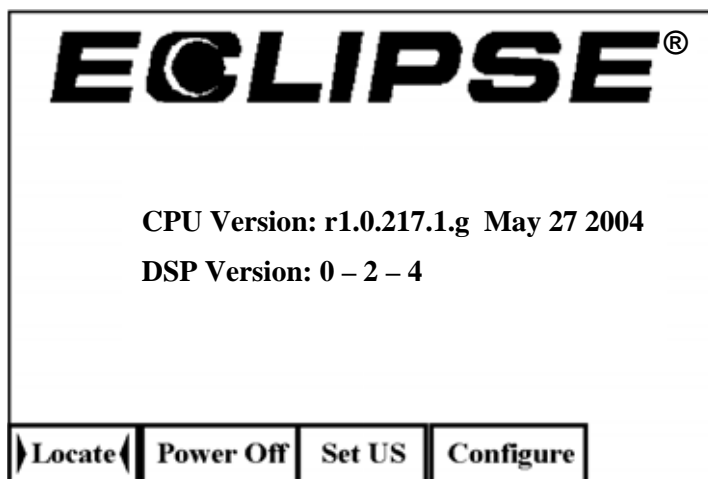 ECLIPSE®
CPU Version: r1.0.217.1.g May 27 2004
DSP Version: 0 – 2 – 4
Locate Power Off Set US Configure